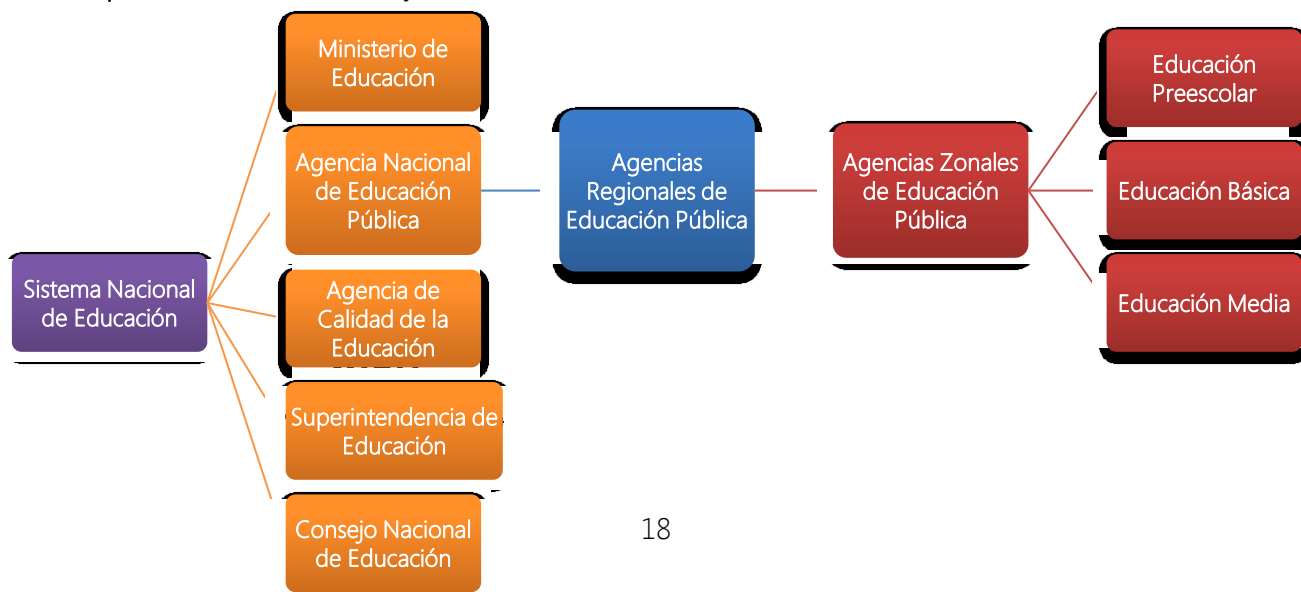 Ministerio de
Educación
Agencia Nacional
de Educación
Pública
Agencia de
Calidad de la
Educación
Superintendencia de
Educación
Consejo Nacional
de Educación
Sistema Nacional
de Educación
Agencias
Regionales de
Educación Pública
Agencias Zonales
de Educación
Pública
Educación
Preescolar
Educación Básica
Educación Media
18